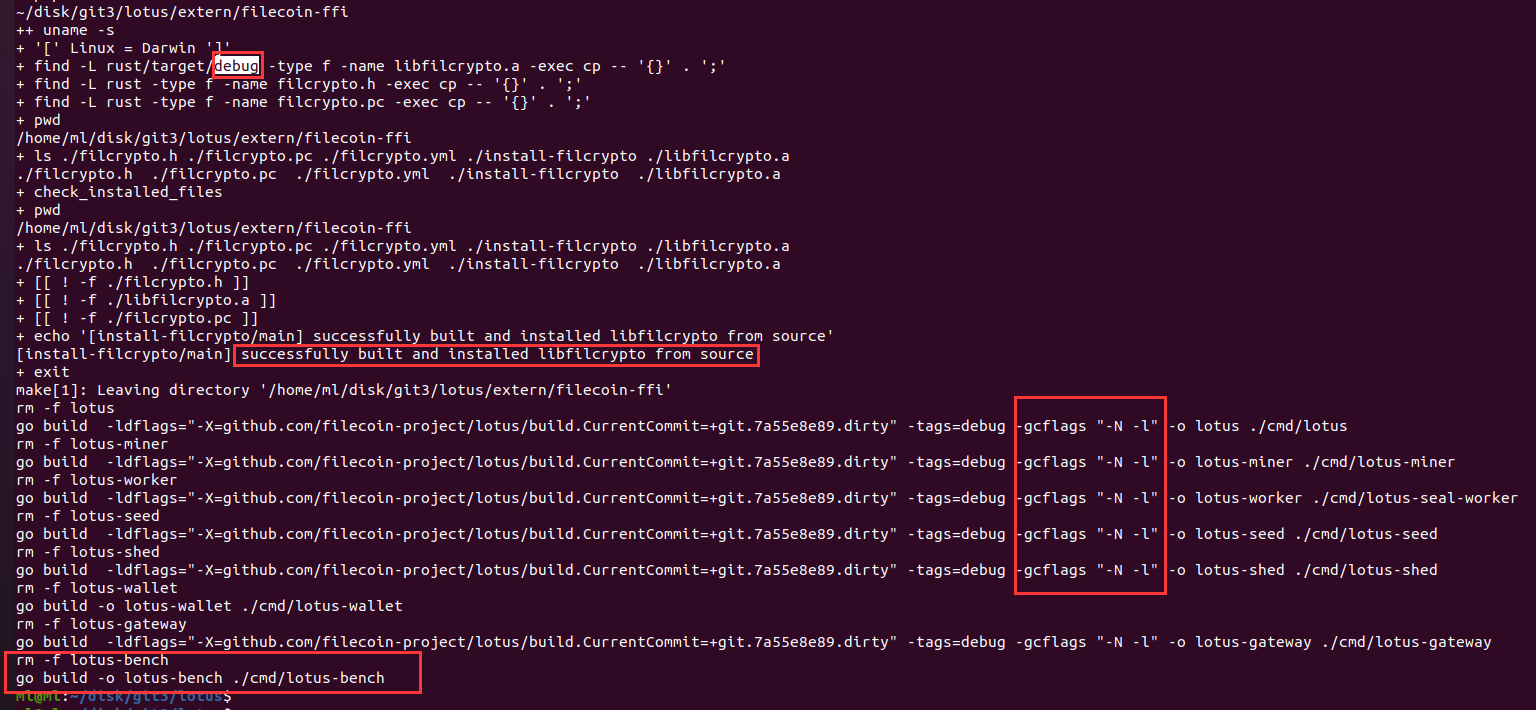 ~/disk/git3/lotus/extern/filecoin-ffi
++ uname -s
+ '[' Linux = Darwin ']'
+ find -L rust/target/debug -type f -name libfilcrypto.a -exec cp -- '{}' . ';'
+ find -L rust -type f -name filcrypto.h -exec cp -- '{}' . ';'
+ find -L rust -type f -name filcrypto.pc -exec cp -- '{}' . ';'
+ pwd
/home/ml/disk/git3/lotus/extern/filecoin-ffi
+ ls ./filcrypto.h ./filcrypto.pc ./filcrypto.yml ./install-filcrypto ./libfilcrypto.a
./filcrypto.h  ./filcrypto.pc  ./filcrypto.yml  ./install-filcrypto  ./libfilcrypto.a
+ check_installed_files
+ pwd
/home/ml/disk/git3/lotus/extern/filecoin-ffi
+ ls ./filcrypto.h ./filcrypto.pc ./filcrypto.yml ./install-filcrypto ./libfilcrypto.a
./filcrypto.h  ./filcrypto.pc  ./filcrypto.yml  ./install-filcrypto  ./libfilcrypto.a
+ [[ ! -f ./filcrypto.h ]]
+ [[ ! -f ./libfilcrypto.a ]]
+ [[ ! -f ./filcrypto.pc ]]
+ echo '[install-filcrypto/main] successfully built and installed libfilcrypto from source'
[install-filcrypto/main] successfully built and installed libfilcrypto from source
+ exit
make[1]: Leaving directory '/home/ml/disk/git3/lotus/extern/filecoin-ffi'
rm -f lotus
go build  -ldflags="-X=github.com/filecoin-project/lotus/build.CurrentCommit=+git.7a55e8e89.dirty" -tags=debug -gcflags "-N -l" -o lotus ./cmd/lotus
rm -f lotus-miner
go build  -ldflags="-X=github.com/filecoin-project/lotus/build.CurrentCommit=+git.7a55e8e89.dirty" -tags=debug -gcflags "-N -l" -o lotus-miner ./cmd/lotus-miner
rm -f lotus-worker
go build  -ldflags="-X=github.com/filecoin-project/lotus/build.CurrentCommit=+git.7a55e8e89.dirty" -tags=debug -gcflags "-N -l" -o lotus-worker ./cmd/lotus-seal-worker
rm -f lotus-seed
go build  -ldflags="-X=github.com/filecoin-project/lotus/build.CurrentCommit=+git.7a55e8e89.dirty" -tags=debug -gcflags "-N -l" -o lotus-seed ./cmd/lotus-seed
rm -f lotus-shed
go build  -ldflags="-X=github.com/filecoin-project/lotus/build.CurrentCommit=+git.7a55e8e89.dirty" -tags=debug -gcflags "-N -l" -o lotus-shed ./cmd/lotus-shed
rm -f lotus-wallet
go build -o lotus-wallet ./cmd/lotus-wallet
rm -f lotus-gateway
go build  -ldflags="-X=github.com/filecoin-project/lotus/build.CurrentCommit=+git.7a55e8e89.dirty" -tags=debug -gcflags "-N -l" -o lotus-gateway ./cmd/lotus-gateway
rm -f lotus-bench
go build -o lotus-bench ./cmd/lotus-bench
ml@ml:~/disk/git3/lotus$